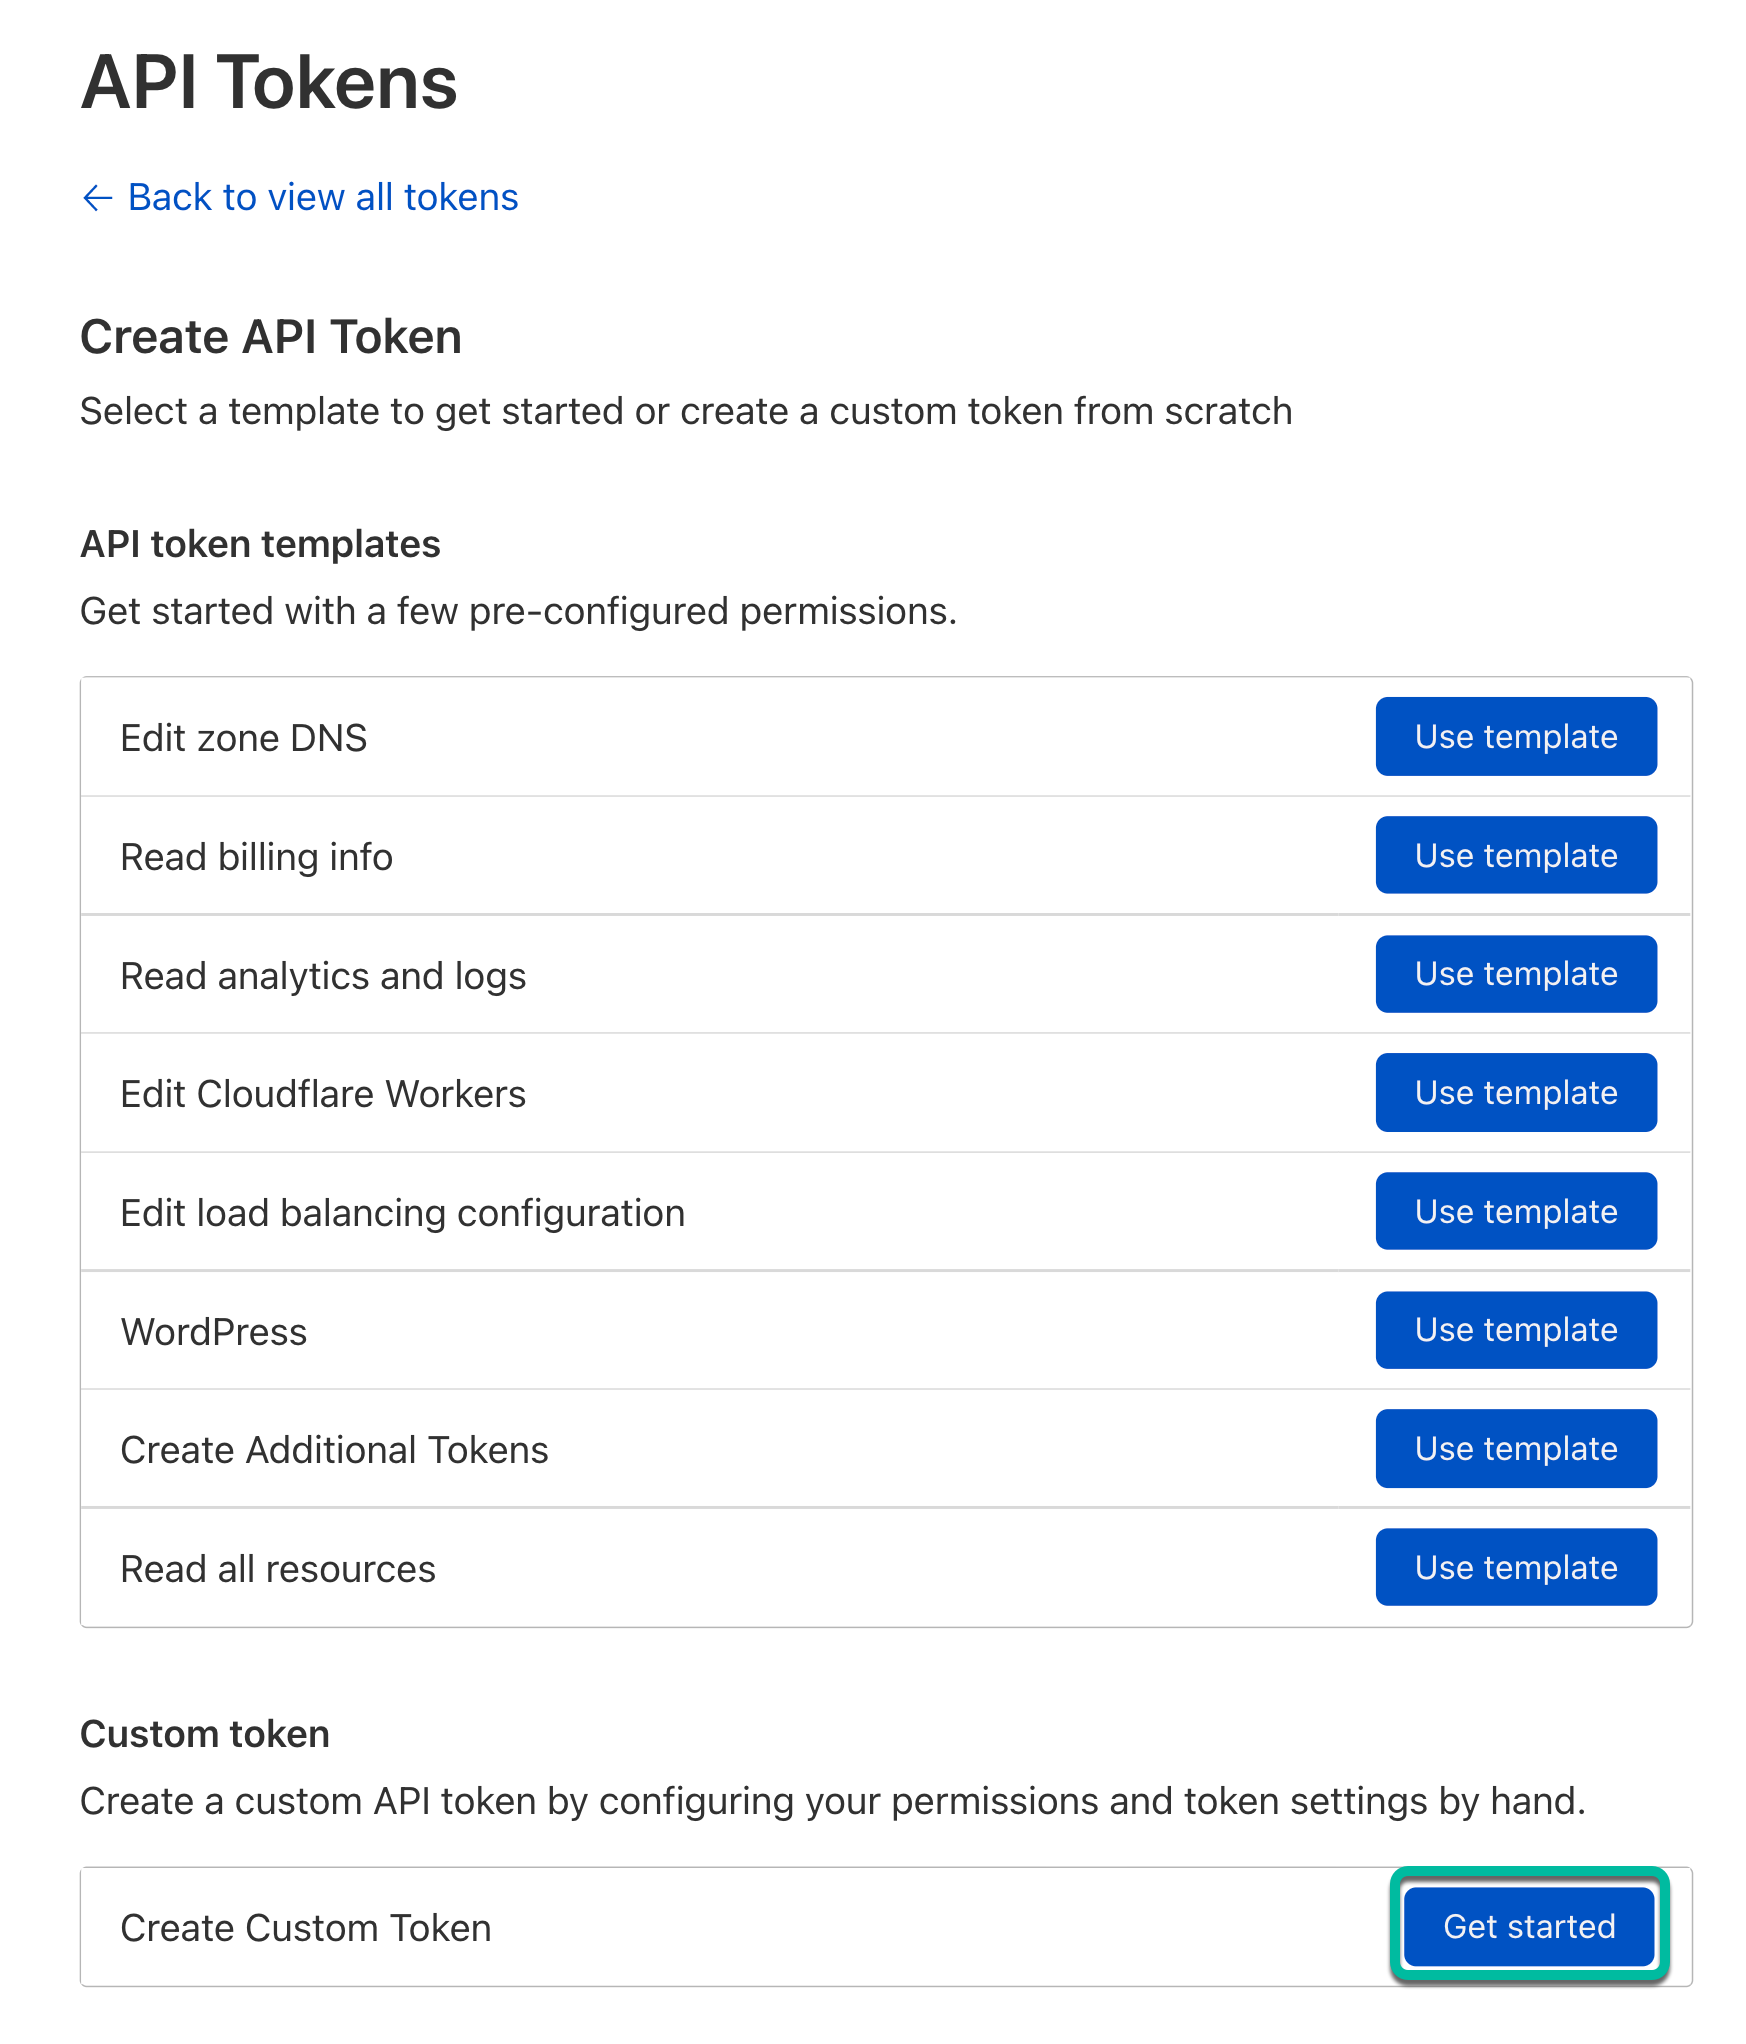 API Tokens
← Back to view all tokens
Create API Token
Select a template to get started or create a custom token from scratch
API token templates
Get started with a few pre-configured permissions.
Edit zone DNS Use template
Read billing info Use template
Read analytics and logs Use template
Edit Cloudflare Workers Use template
Edit load balancing configuration Use template
WordPress Use template
Create Additional Tokens Use template
Read all resources Use template
Custom token
Create a custom API token by configuring your permissions and token settings by hand.
Create Custom Token Get started